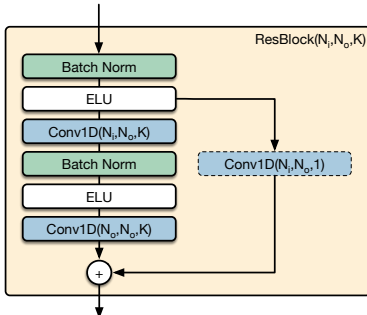 ResBlock(Nᵢ,Nₒ,K)
Batch Norm
ELU
Conv1D(Nᵢ,Nₒ,K)
Batch Norm
Conv1D(Nᵢ,Nₒ,1)
ELU
Conv1D(Nₒ,Nₒ,K)
+